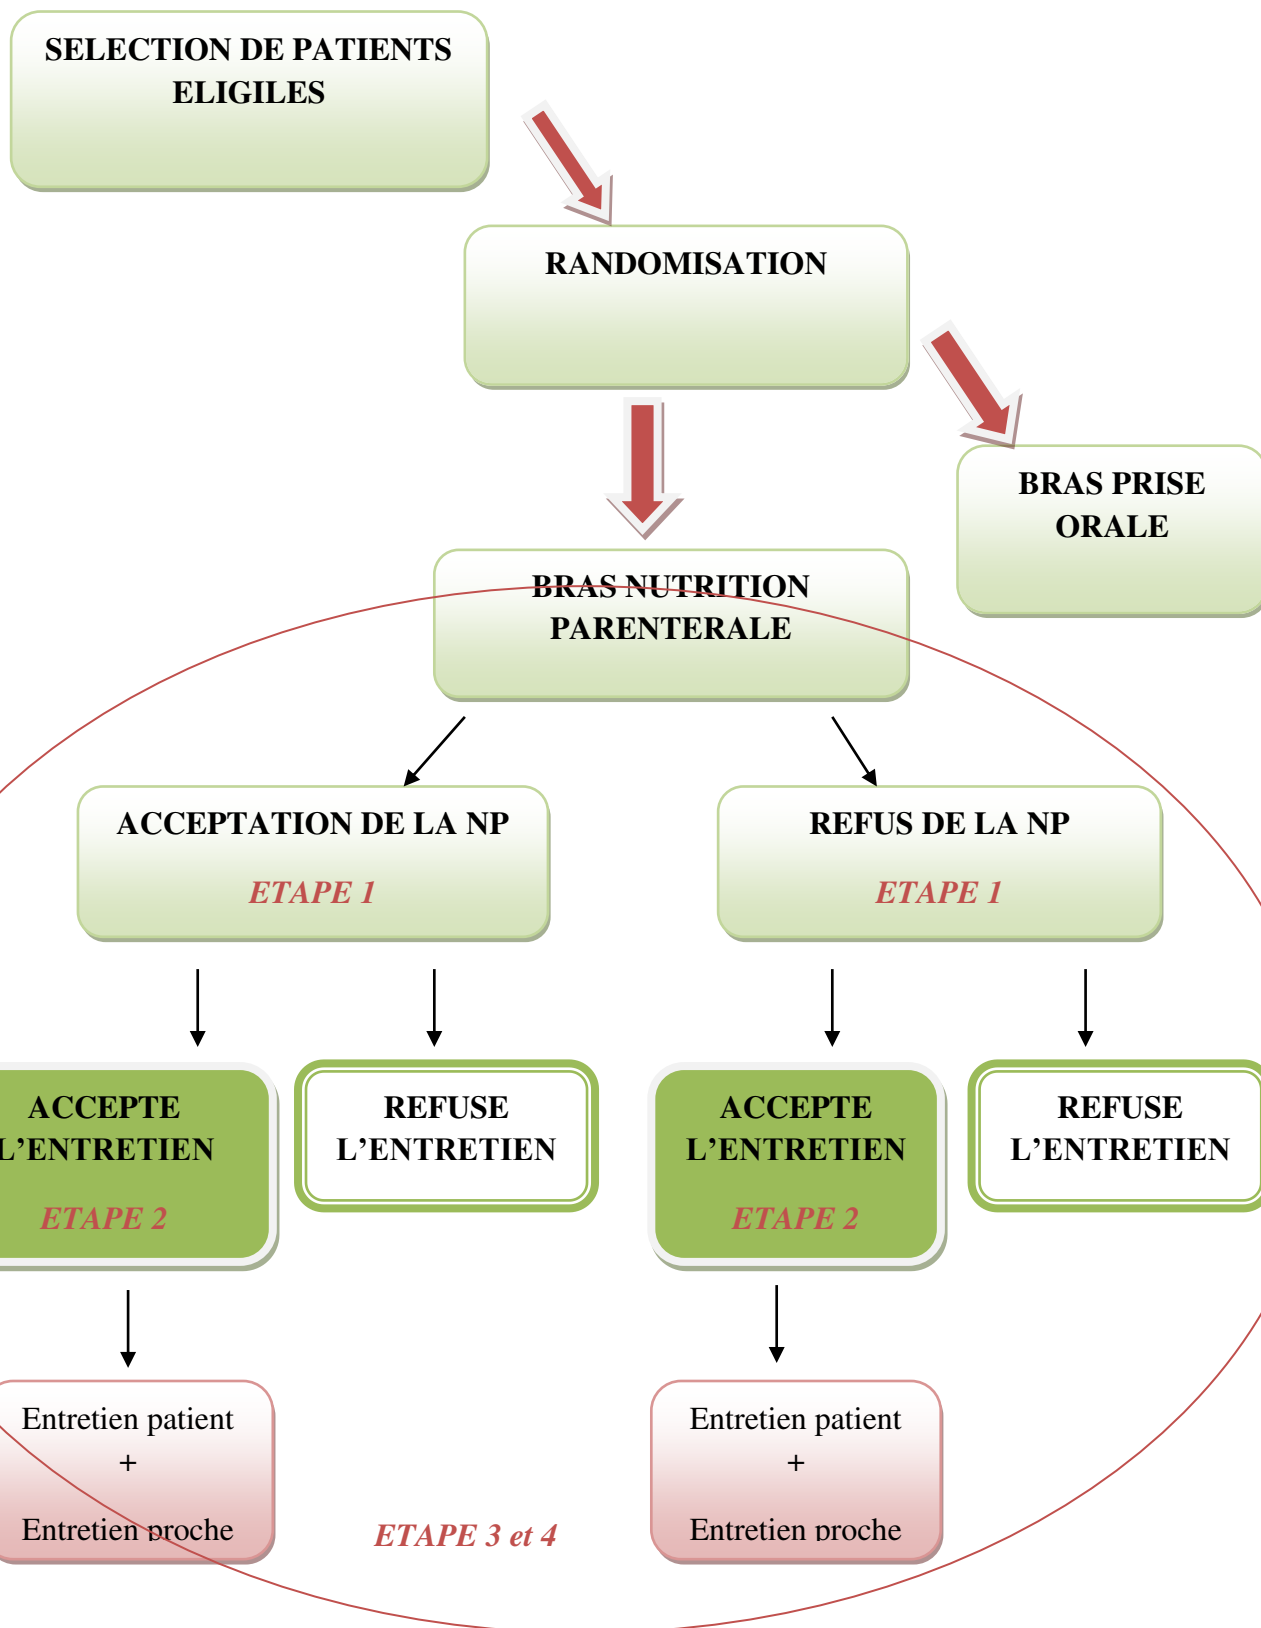 SELECTION DE PATIENTS
ELIGILES
RANDOMISATION
BRAS PRISE
ORALE
BRAS NUTRITION
PARENTERALE
ACCEPTATION DE LA NP
ETAPE 1
REFUS DE LA NP
ETAPE 1
ACCEPTE
L'ENTRETIEN
ETAPE 2
REFUSE
L'ENTRETIEN
ACCEPTE
L'ENTRETIEN
ETAPE 2
REFUSE
L'ENTRETIEN
Entretien patient
+
Entretien proche
ETAPE 3 et 4
Entretien patient
+
Entretien proche